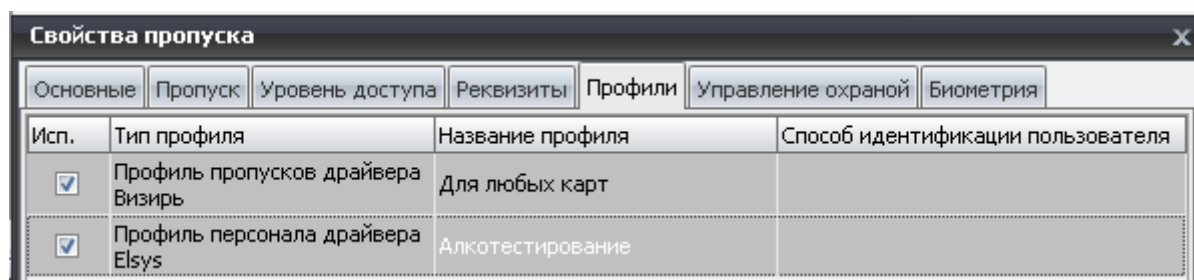 Свойства пропуска x
Основные Пропуск Уровень доступа Реквизиты Профили Управление охраной Биометрия
Исп. Тип профиля Название профиля Способ идентификации пользователя
Профиль пропусков драйвера
Визирь
Для любых карт
Профиль персонала драйвера
Elsys
Алкотестирование